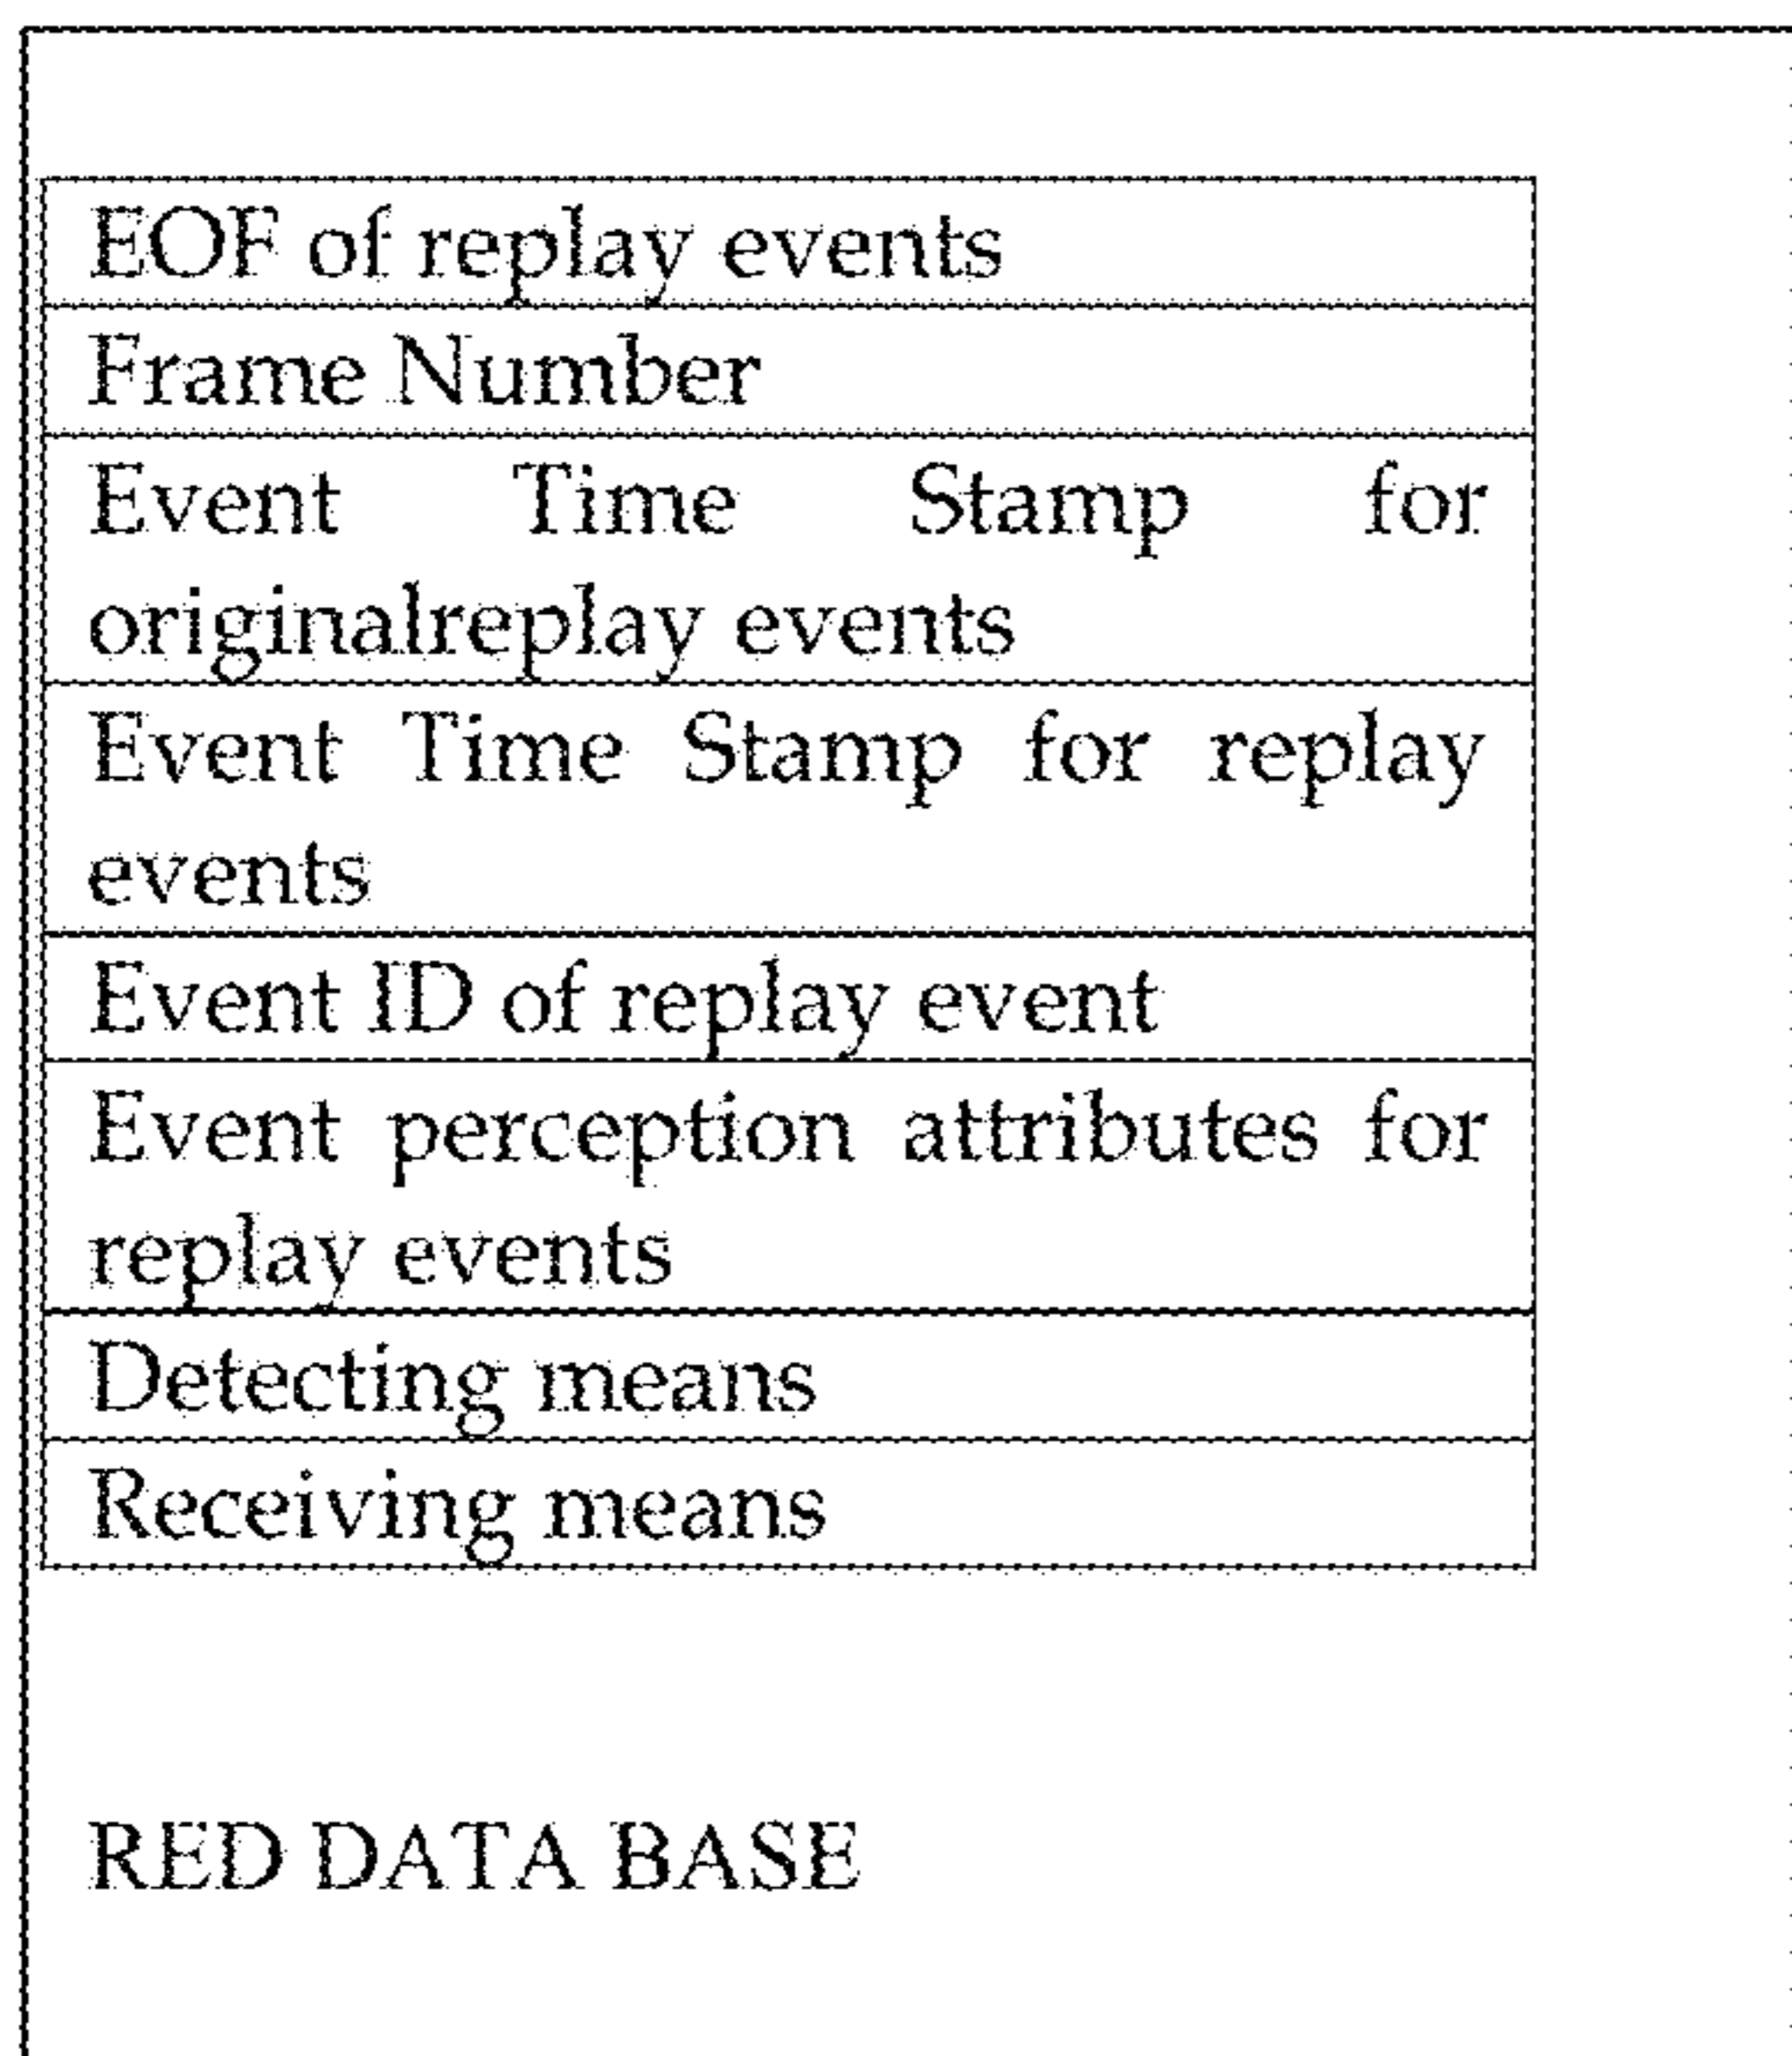 EOF of replay events
Frame Number
Event Time Stamp for
originalreplay events
Event Time Stamp for replay
events
Event ID of replay event
Event perception attributes for
replay events
Detecting means
Receiving means
RED DATA BASE